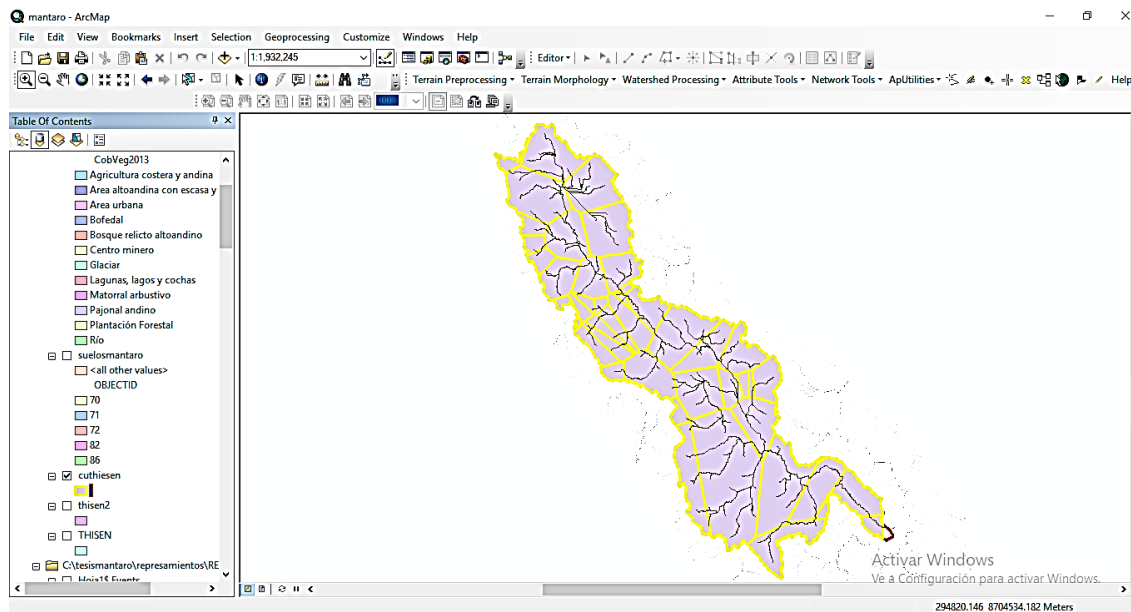 mantaro - ArcMap
File Edit View Bookmarks Insert Selection Geoprocessing Customize Windows Help
1:1.932,245 Editor
Terrain Preprocessing Terrain Morphology Watershed Processing Attribute Tools Network Tools ApUtilities Help
Table Of Contents
CobVeg2013
Agricultura costera y andina
Area altoandina con escasa y
Area urbana
Bofedal
Bosque relicto altoandino
Centro minero
Glaciar
Lagunas, lagos y cochas
Matorral arbustivo
Pajonal andino
Plantación Forestal
Río
suelosmantaro
<all other values>
OBJECTID
70
71
72
82
86
cuthiesen
thisen2
THISEN
C:\tesismantaro\represamientos\RE
Hoja1$ Events
Activar Windows
Ve a Configuración para activar Windows.
294820.146 8704534.182 Meters